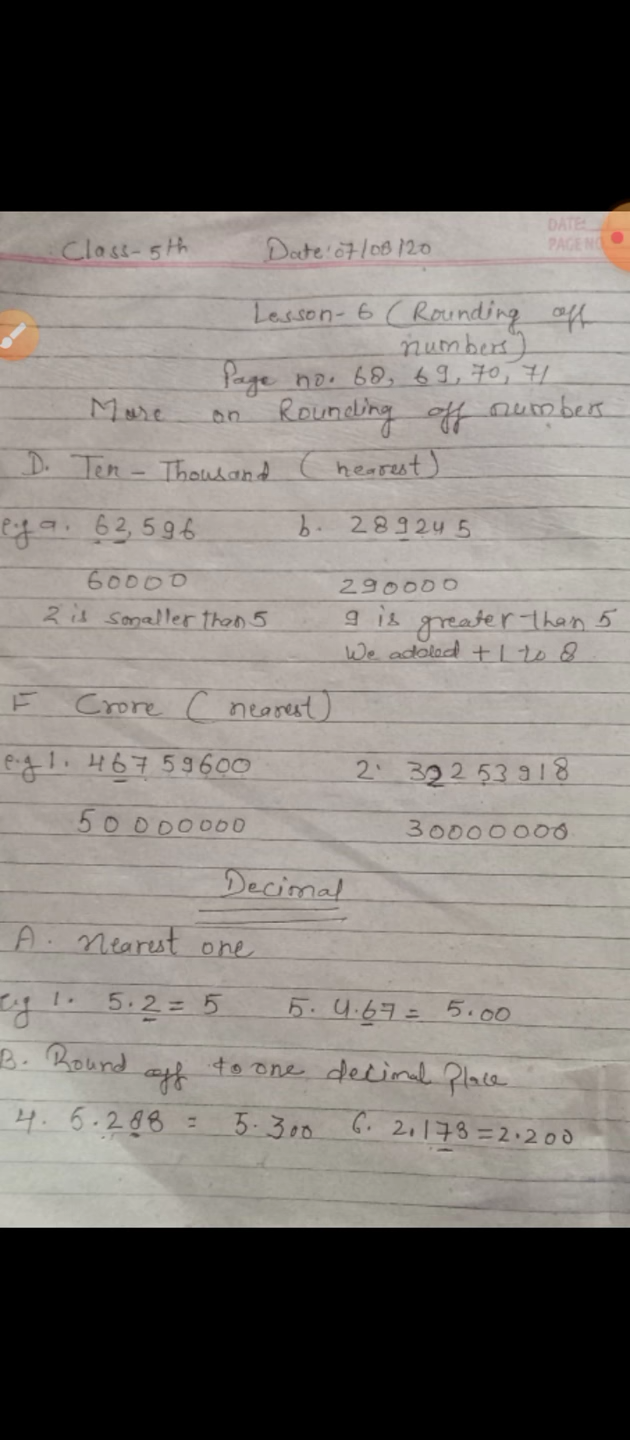 DATE:
PAGE NO
Class-5th Date:07/08/20
Lesson-6 (Rounding off
numbers)
Page no. 68, 69, 70, 71
More on Rounding off numbers
D. Ten-Thousand (nearest)
e.g a. 62,596 b. 289245
60000 290000
2 is smaller than 5 9 is greater than 5
We added +1 to 8
F Crore (nearest)
e.g 1. 46759600 2. 32253918
50000000 30000000
Decimal
A. Nearest one
e.g 1. 5.2 = 5 5. 4.67 = 5.00
B. Round off to one decimal Place
4. 5.288 = 5.300 6. 2.178 = 2.200